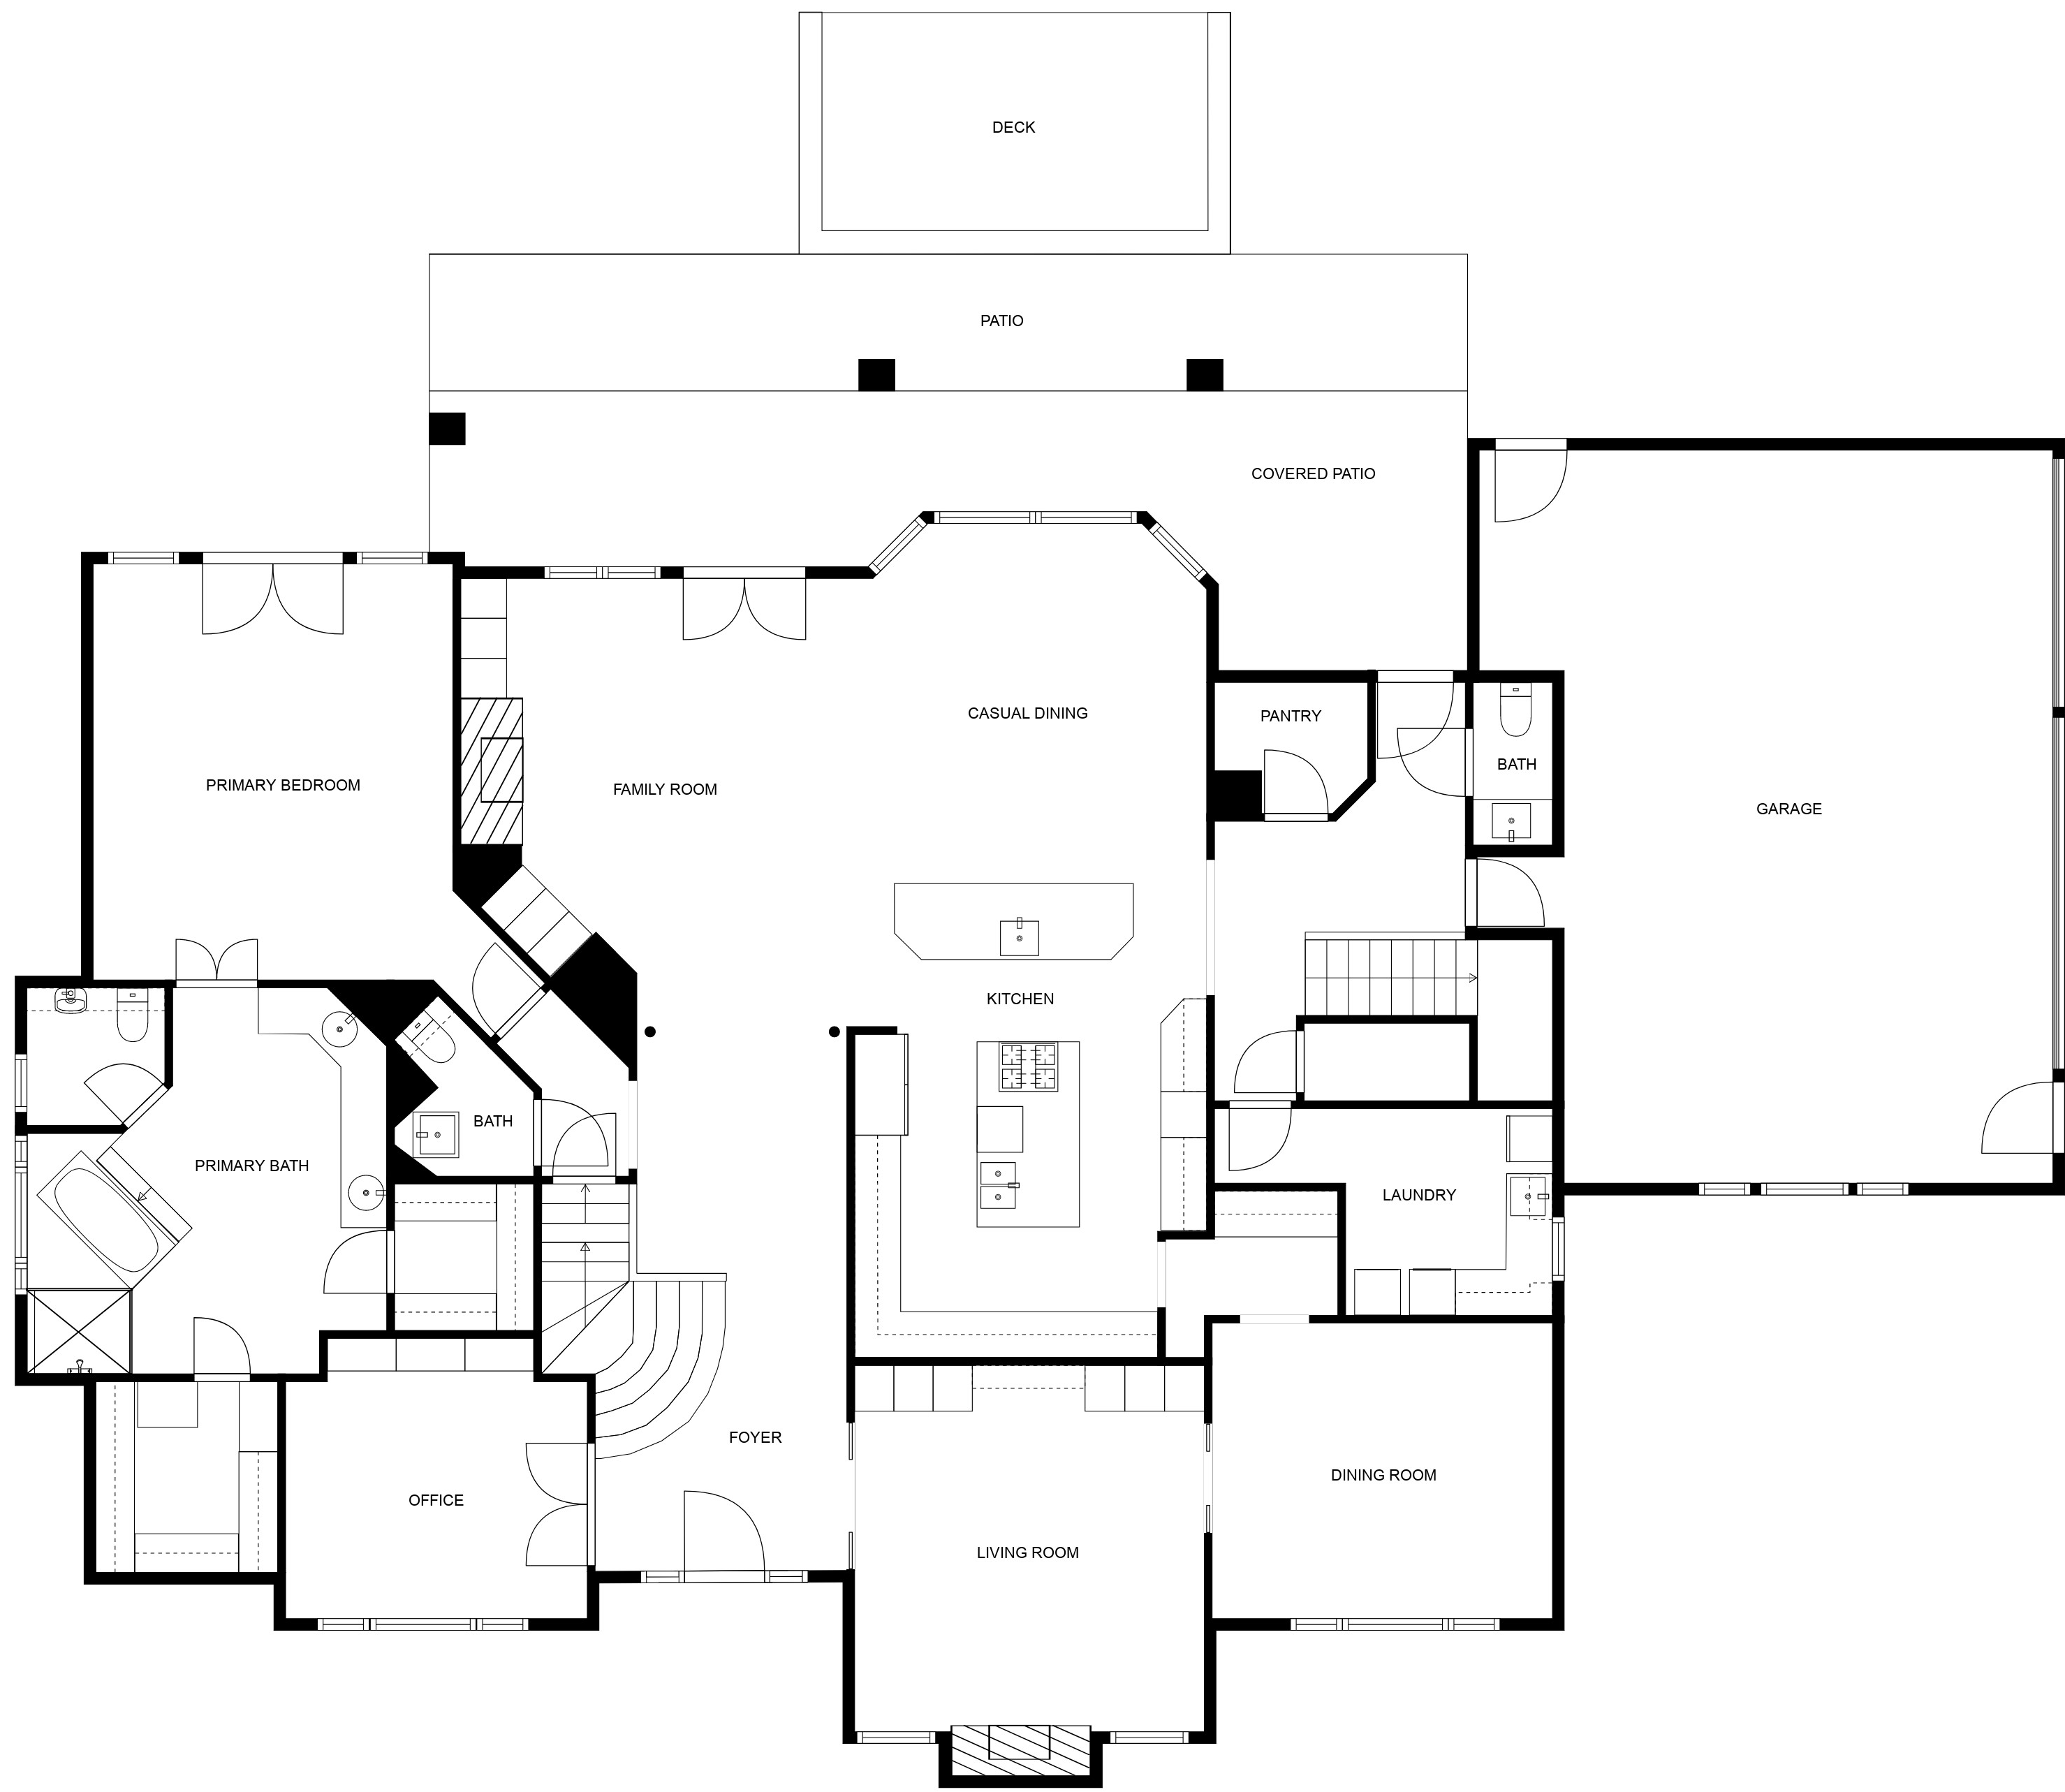 DECK
PATIO
COVERED PATIO
CASUAL DINING
PANTRY
BATH
PRIMARY BEDROOM
FAMILY ROOM
GARAGE
KITCHEN
BATH
PRIMARY BATH
LAUNDRY
FOYER
DINING ROOM
OFFICE
LIVING ROOM